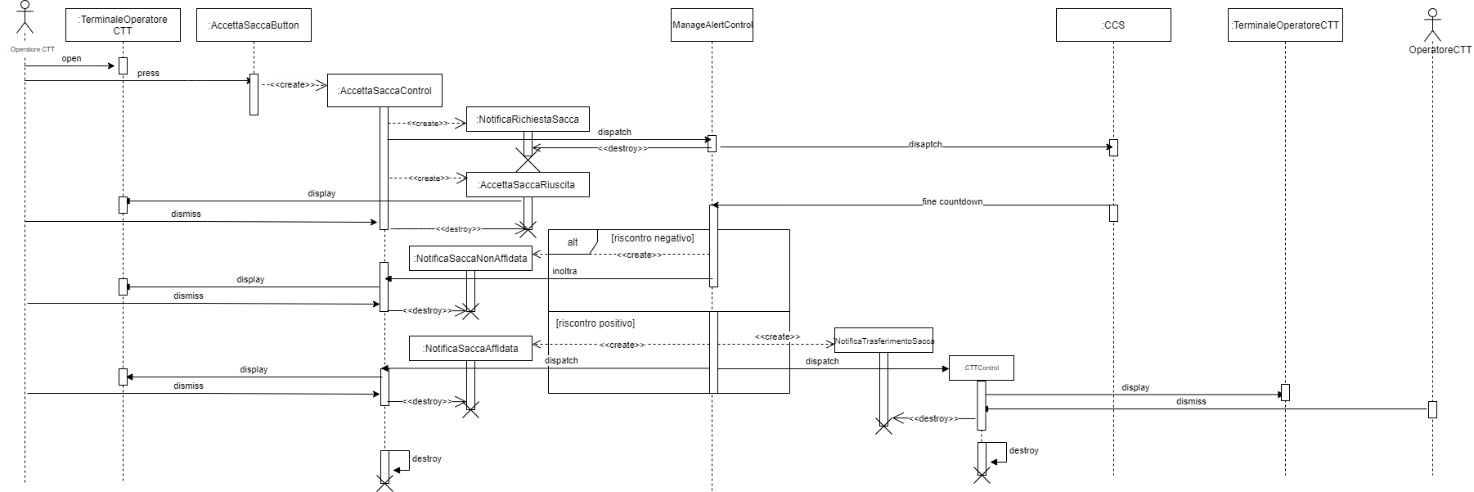 :TerminaleOperatore
CTT
:AccettaSaccaButton
:ManageAlertControl
:CCS
:TerminaleOperatoreCTT
Operatore CTT
OperatoreCTT
open
press
<<create>>
:AccettaSaccaControl
<<create>>
:NotificaRichiestaSacca
dispatch
<<destroy>>
disaptch
<<create>>
:AccettaSaccaRiuscita
display
fine countdown
dismiss
<<destroy>>
alt
[riscontro negativo]
<<create>>
:NotificaSaccaNonAffidata
inoltra
display
dismiss
<<destroy>>
[riscontro positivo]
<<create>>
<<create>>
:NotificaTrasferimentoSacca
:NotificaSaccaAffidata
dispatch
dispatch
:CTTControl
display
dismiss
<<destroy>>
display
dismiss
<<destroy>>
destroy
destroy